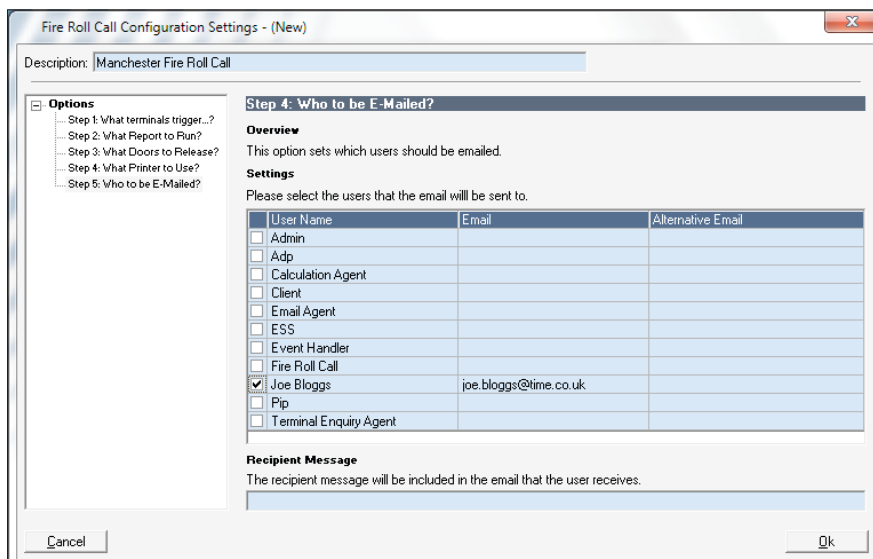 Fire Roll Call Configuration Settings - (New)
Description: Manchester Fire Roll Call
Options
Step 1: What terminals trigger...?
Step 2: What Report to Run?
Step 3: What Doors to Release?
Step 4: What Printer to Use?
Step 5: Who to be E-Mailed?
Step 4: Who to be E-Mailed?
Overview
This option sets which users should be emailed.
Settings
Please select the users that the email willl be sent to.
User Name Email Alternative Email
Admin
Adp
Calculation Agent
Client
Email Agent
ESS
Event Handler
Fire Roll Call
Joe Bloggs joe.bloggs@time.co.uk
Pip
Terminal Enquiry Agent
Recipient Message
The recipient message will be included in the email that the user receives.
Cancel Ok